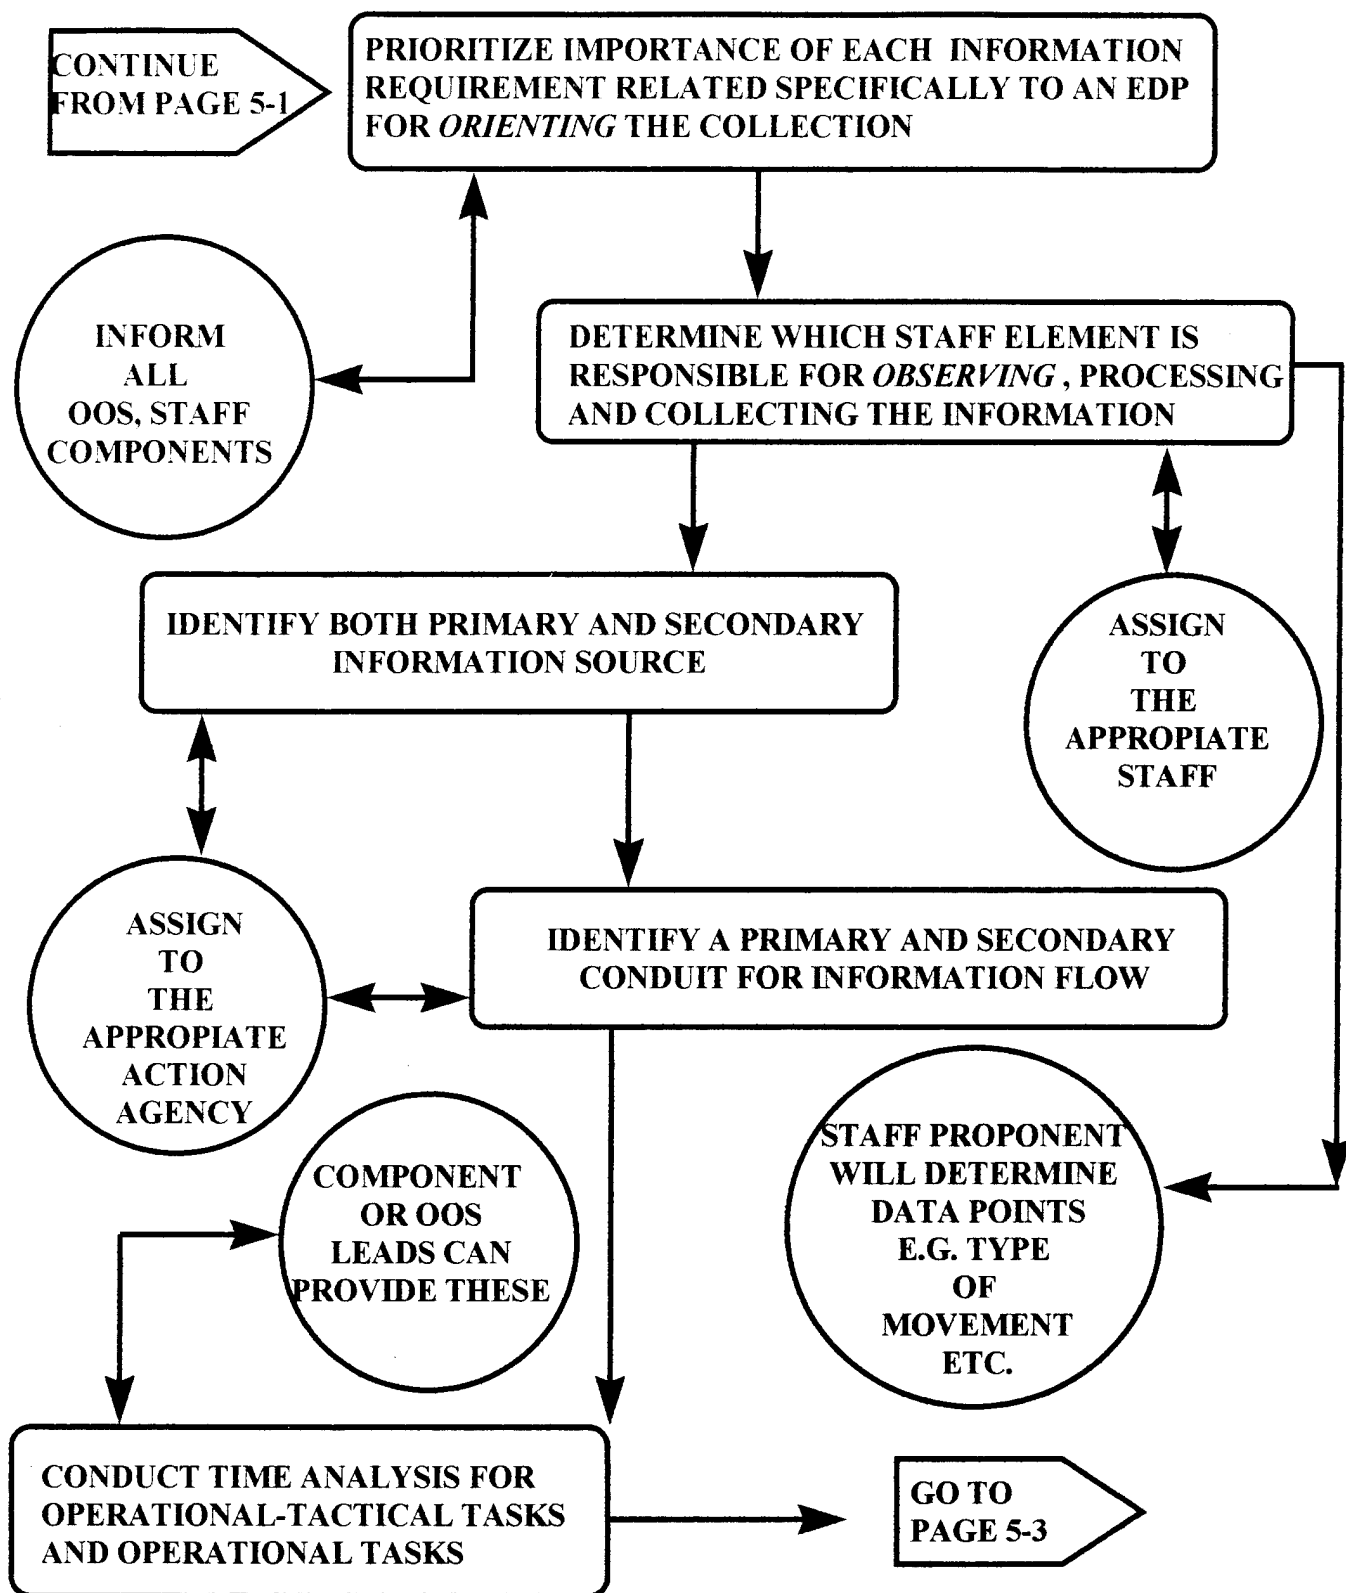 CONTINUE
FROM PAGE 5-1
PRIORITIZE IMPORTANCE OF EACH INFORMATION
REQUIREMENT RELATED SPECIFICALLY TO AN EDP
FOR ORIENTING THE COLLECTION
INFORM
ALL
OOS, STAFF
COMPONENTS
DETERMINE WHICH STAFF ELEMENT IS
RESPONSIBLE FOR OBSERVING , PROCESSING
AND COLLECTING THE INFORMATION
IDENTIFY BOTH PRIMARY AND SECONDARY
INFORMATION SOURCE
ASSIGN
TO
THE
APPROPIATE
STAFF
ASSIGN
TO
THE
APPROPIATE
ACTION
AGENCY
IDENTIFY A PRIMARY AND SECONDARY
CONDUIT FOR INFORMATION FLOW
COMPONENT
OR OOS
LEADS CAN
PROVIDE THESE
STAFF PROPONENT
WILL DETERMINE
DATA POINTS
E.G. TYPE
OF
MOVEMENT
ETC.
CONDUCT TIME ANALYSIS FOR
OPERATIONAL-TACTICAL TASKS
AND OPERATIONAL TASKS
GO TO
PAGE 5-3